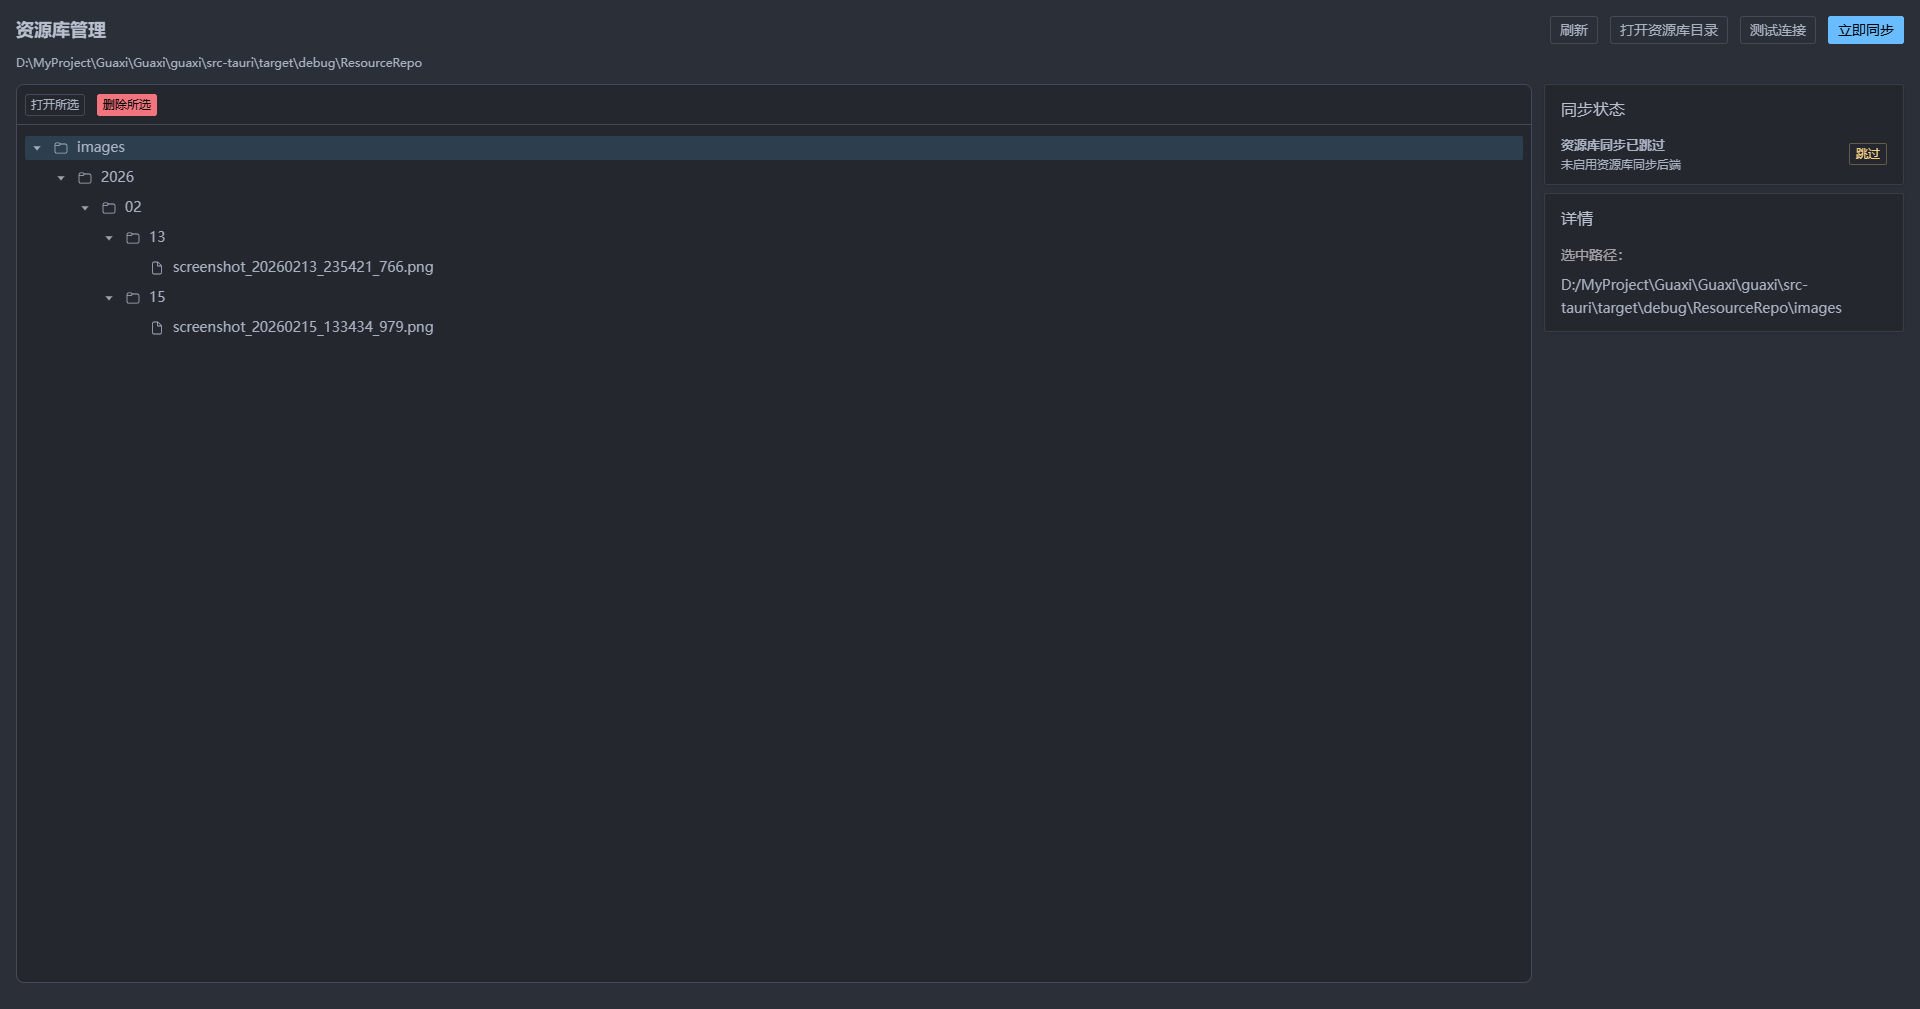 资源库管理
刷新
打开资源库目录
测试连接
立即同步
D:\MyProject\Guaxi\Guaxi\guaxi\src-tauri\target\debug\ResourceRepo
打开所选
删除所选
images
2026
02
13
screenshot_20260213_235421_766.png
15
screenshot_20260215_133434_979.png
同步状态
资源库同步已跳过
未启用资源库同步后端
跳过
详情
选中路径：
D:/MyProject\Guaxi\Guaxi\guaxi\src-
tauri\target\debug\ResourceRepo\images